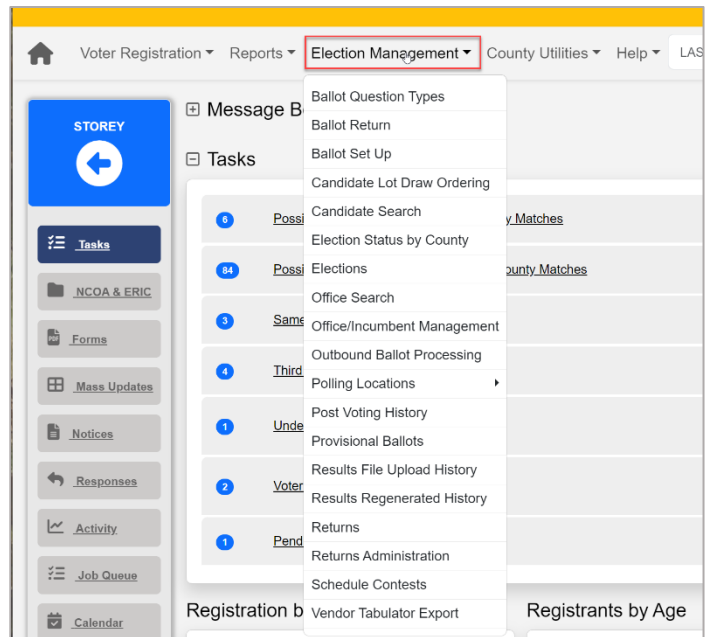 Voter Registration Reports Election Management County Utilities Help LAS
STOREY
Tasks
NCOA & ERIC
PDF Forms
Mass Updates
Notices
Responses
Activity
Job Queue
Calendar
Message B
Tasks
6 Possi y Matches
84 Possi ounty Matches
3 Same
4 Third
1 Unde
2 Voter
1 Pend
Registration b
Registrants by Age
Ballot Question Types
Ballot Return
Ballot Set Up
Candidate Lot Draw Ordering
Candidate Search
Election Status by County
Elections
Office Search
Office/Incumbent Management
Outbound Ballot Processing
Polling Locations
Post Voting History
Provisional Ballots
Results File Upload History
Results Regenerated History
Returns
Returns Administration
Schedule Contests
Vendor Tabulator Export